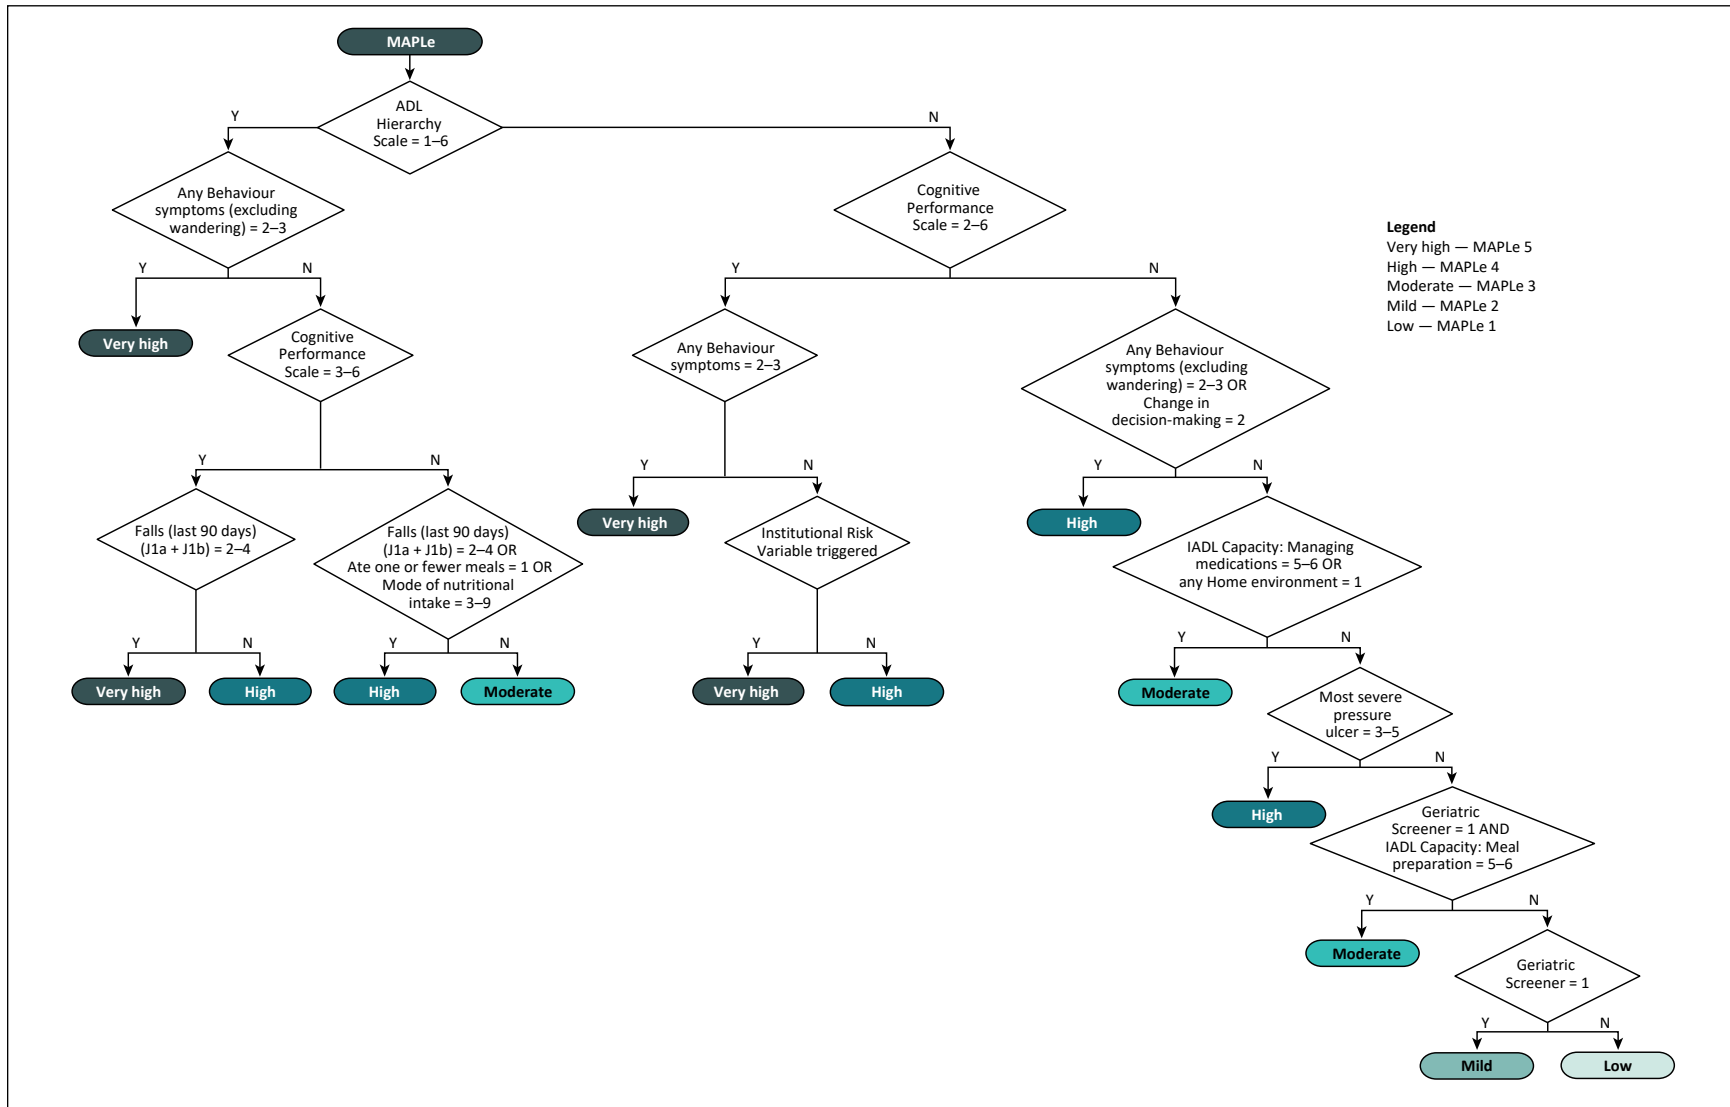 MAPLe
ADL
Hierarchy
Scale = 1–6
Y
N
Any Behaviour
symptoms (excluding
wandering) = 2–3
Cognitive
Performance
Scale = 2–6
Legend
Very high — MAPLe 5
High — MAPLe 4
Moderate — MAPLe 3
Mild — MAPLe 2
Low — MAPLe 1
Y
N
Y
N
Y
N
Very high
Cognitive
Performance
Scale = 3–6
Any Behaviour
symptoms = 2–3
Any Behaviour
symptoms (excluding
wandering) = 2–3 OR
Change in
decision-making = 2
Y
N
Y
N
Y
N
Falls (last 90 days)
(J1a + J1b) = 2–4
Falls (last 90 days)
(J1a + J1b) = 2–4 OR
Ate one or fewer meals = 1 OR
Mode of nutritional
intake = 3–9
Very high
Institutional Risk
Variable triggered
High
IADL Capacity: Managing
medications = 5–6 OR
any Home environment = 1
Y
N
Y
N
Y
N
Y
N
Very high
High
High
Moderate
Very high
High
Moderate
Most severe
pressure
ulcer = 3–5
Y
N
High
Geriatric
Screener = 1 AND
IADL Capacity: Meal
preparation = 5–6
Y
N
Moderate
Geriatric
Screener = 1
Y
N
Mild
Low